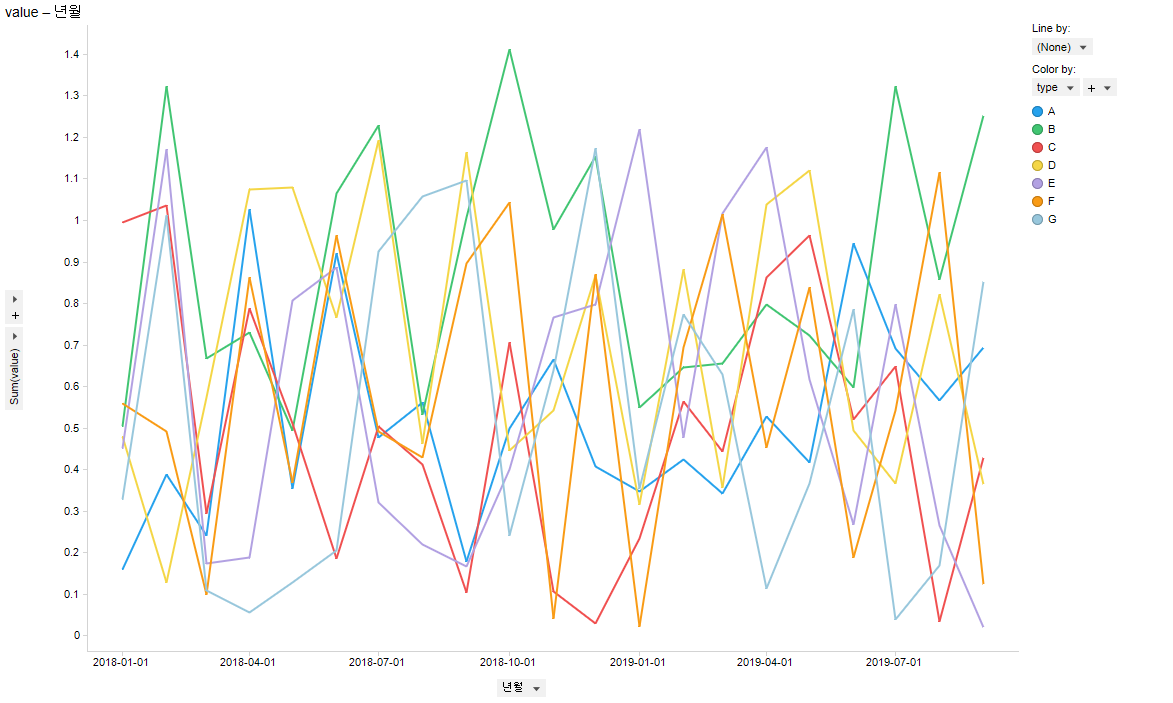 value – 년월
Line by:
(None)
Color by:
type
+
A
B
C
D
E
F
G
+
Sum(value)
1.4
1.3
1.2
1.1
1
0.9
0.8
0.7
0.6
0.5
0.4
0.3
0.2
0.1
0
2018-01-01 2018-04-01 2018-07-01 2018-10-01 2019-01-01 2019-04-01 2019-07-01
년월